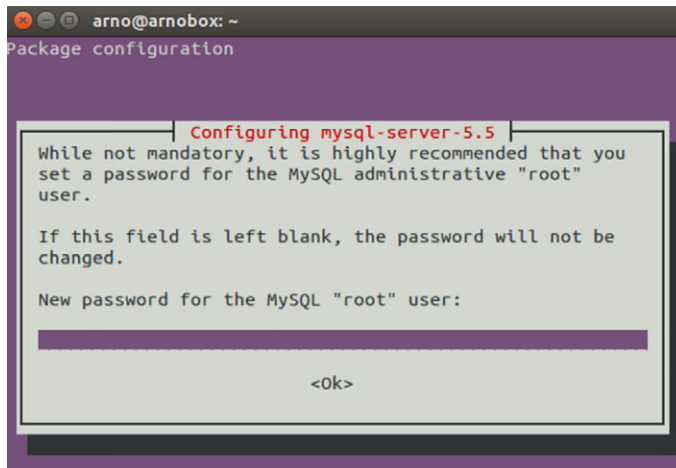 arno@arnobox: ~
Package configuration
Configuring mysql-server-5.5
While not mandatory, it is highly recommended that you
set a password for the MySQL administrative "root"
user.
If this field is left blank, the password will not be
changed.
New password for the MySQL "root" user:
<Ok>